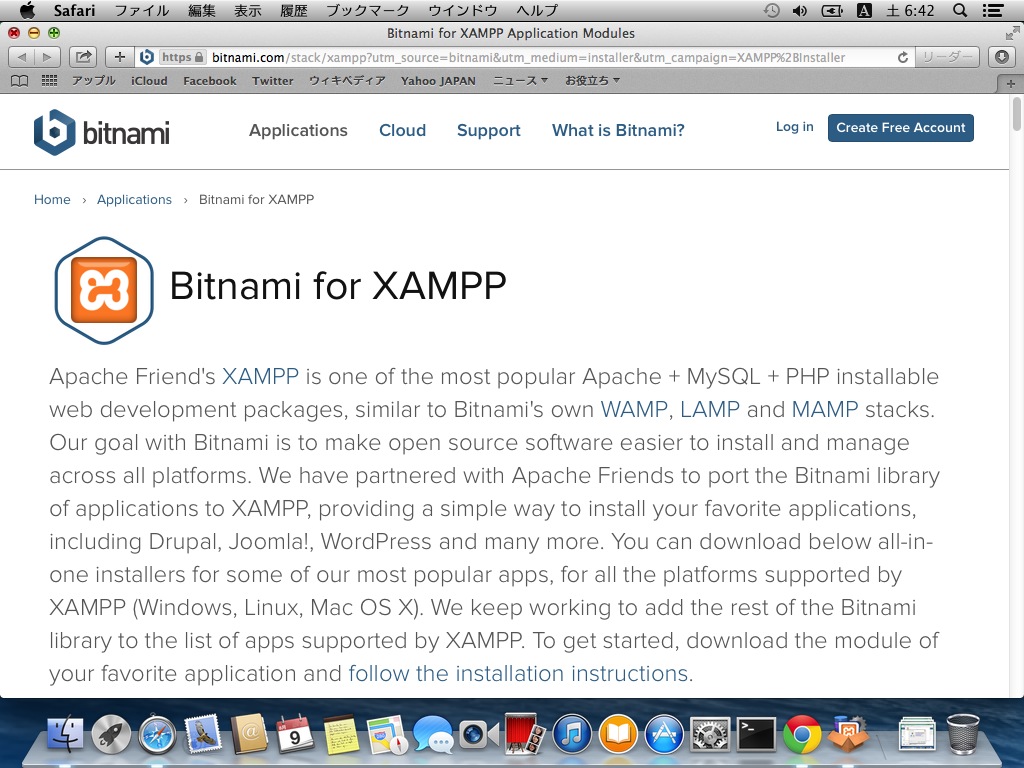 Safari ファイル 編集 表示 履歴 ブックマーク ウインドウ ヘルプ A 土 6:42
Bitnami for XAMPP Application Modules
https bitnami.com/stack/xampp?utm_source=bitnami&utm_medium=installer&utm_campaign=XAMPP%2BInstaller リーダー
アップル iCloud Facebook Twitter ウィキペディア Yahoo JAPAN ニュース お役立ち
bitnami Applications Cloud Support What is Bitnami? Log in Create Free Account
Home › Applications › Bitnami for XAMPP
Bitnami for XAMPP
Apache Friend's XAMPP is one of the most popular Apache + MySQL + PHP installable
web development packages, similar to Bitnami's own WAMP, LAMP and MAMP stacks.
Our goal with Bitnami is to make open source software easier to install and manage
across all platforms. We have partnered with Apache Friends to port the Bitnami library
of applications to XAMPP, providing a simple way to install your favorite applications,
including Drupal, Joomla!, WordPress and many more. You can download below all-in-
one installers for some of our most popular apps, for all the platforms supported by
XAMPP (Windows, Linux, Mac OS X). We keep working to add the rest of the Bitnami
library to the list of apps supported by XAMPP. To get started, download the module of
your favorite application and follow the installation instructions.
9